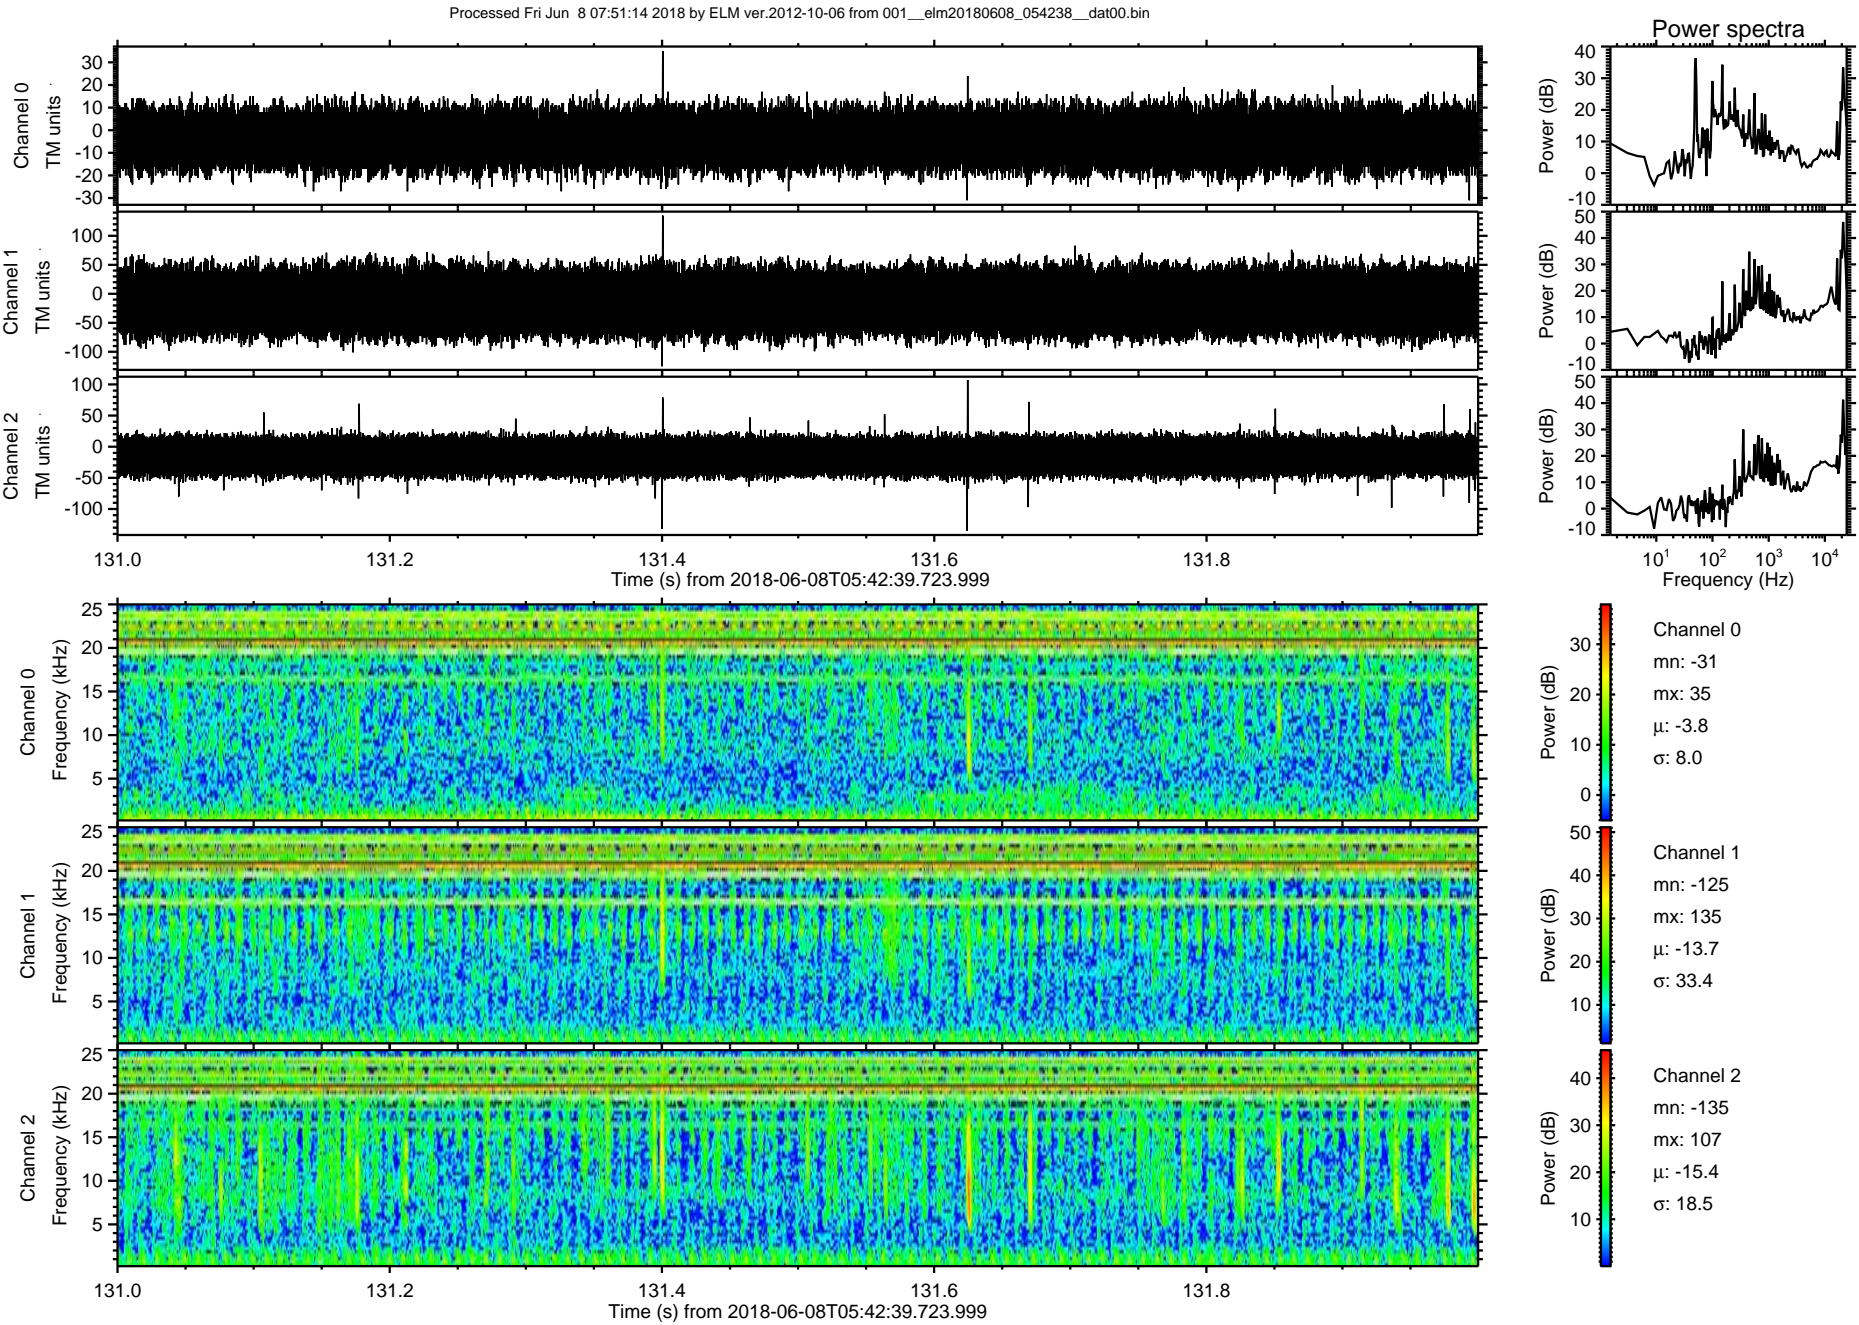 Processed Fri Jun  8 07:51:14 2018 by ELM ver.2012-10-06 from 001__elm20180608_054238__dat00.bin
Power spectra
Channel 0
TM units
30
20
10
0
-10
-20
-30
Power (dB)
40
30
20
10
0
-10
Channel 1
TM units
100
50
0
-50
-100
Power (dB)
50
40
30
20
10
0
-10
Channel 2
TM units
100
50
0
-50
-100
Power (dB)
50
40
30
20
10
0
-10
131.0 131.2 131.4 131.6 131.8
Time (s) from 2018-06-08T05:42:39.723.999
10¹ 10² 10³ 10⁴
Frequency (Hz)
Channel 0
Frequency (kHz)
25
20
15
10
5
Power (dB)
30
20
10
0
Channel 0
mn: -31
mx: 35
μ: -3.8
σ: 8.0
Channel 1
Frequency (kHz)
25
20
15
10
5
Power (dB)
50
40
30
20
10
Channel 1
mn: -125
mx: 135
μ: -13.7
σ: 33.4
Channel 2
Frequency (kHz)
25
20
15
10
5
Power (dB)
40
30
20
10
Channel 2
mn: -135
mx: 107
μ: -15.4
σ: 18.5
131.0 131.2 131.4 131.6 131.8
Time (s) from 2018-06-08T05:42:39.723.999